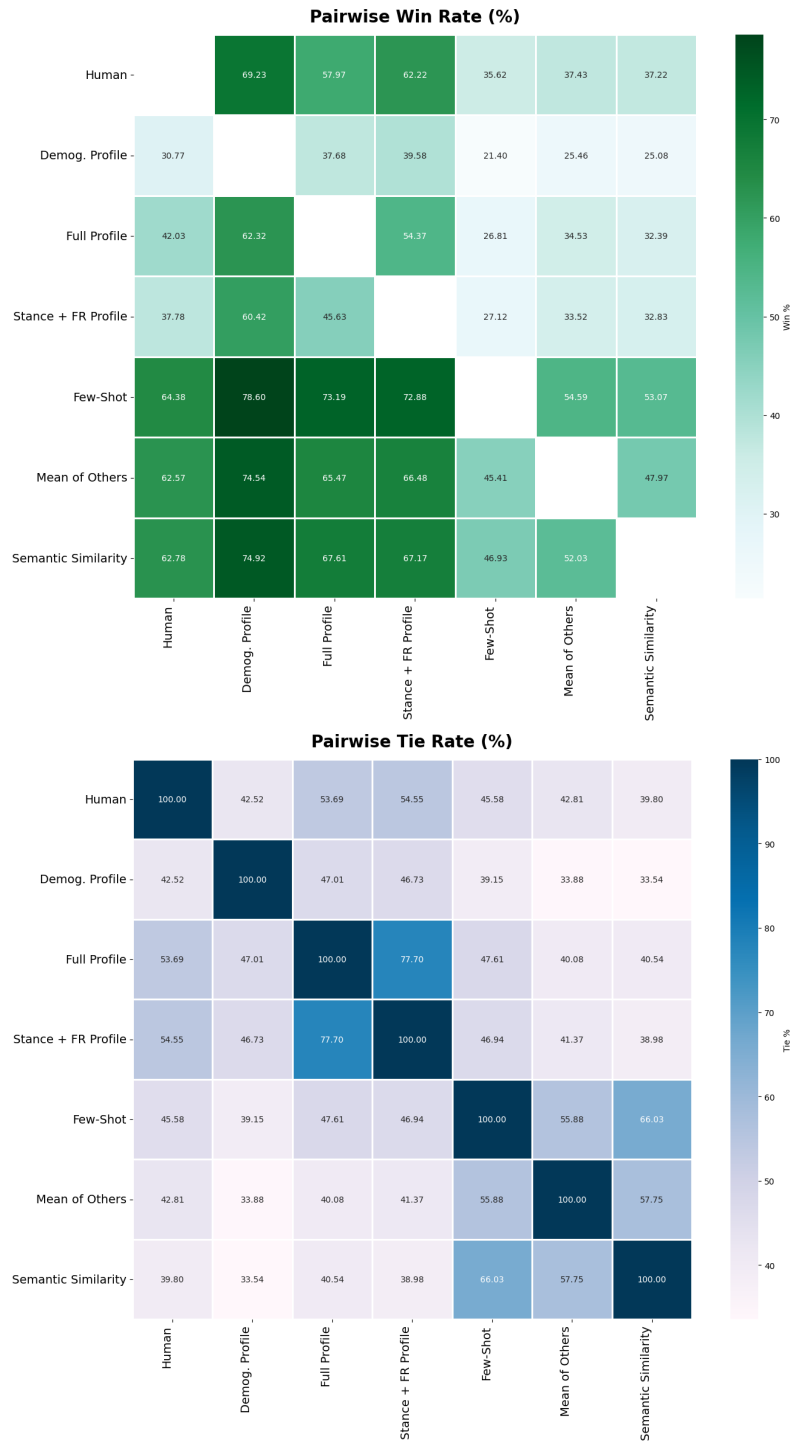 Pairwise Win Rate (%)
Human 69.23 57.97 62.22 35.62 37.43 37.22
Demog. Profile 30.77 37.68 39.58 21.40 25.46 25.08
Full Profile 42.03 62.32 54.37 26.81 34.53 32.39
Stance + FR Profile 37.78 60.42 45.63 27.12 33.52 32.83
Few-Shot 64.38 78.60 73.19 72.88 54.59 53.07
Mean of Others 62.57 74.54 65.47 66.48 45.41 47.97
Semantic Similarity 62.78 74.92 67.61 67.17 46.93 52.03
Human
Demog. Profile
Full Profile
Stance + FR Profile
Few-Shot
Mean of Others
Semantic Similarity
70
60
50
40
30
Win %
Pairwise Tie Rate (%)
Human 100.00 42.52 53.69 54.55 45.58 42.81 39.80
Demog. Profile 42.52 100.00 47.01 46.73 39.15 33.88 33.54
Full Profile 53.69 47.01 100.00 77.70 47.61 40.08 40.54
Stance + FR Profile 54.55 46.73 77.70 100.00 46.94 41.37 38.98
Few-Shot 45.58 39.15 47.61 46.94 100.00 55.88 66.03
Mean of Others 42.81 33.88 40.08 41.37 55.88 100.00 57.75
Semantic Similarity 39.80 33.54 40.54 38.98 66.03 57.75 100.00
Human
Demog. Profile
Full Profile
Stance + FR Profile
Few-Shot
Mean of Others
Semantic Similarity
100
90
80
70
60
50
40
Tie %